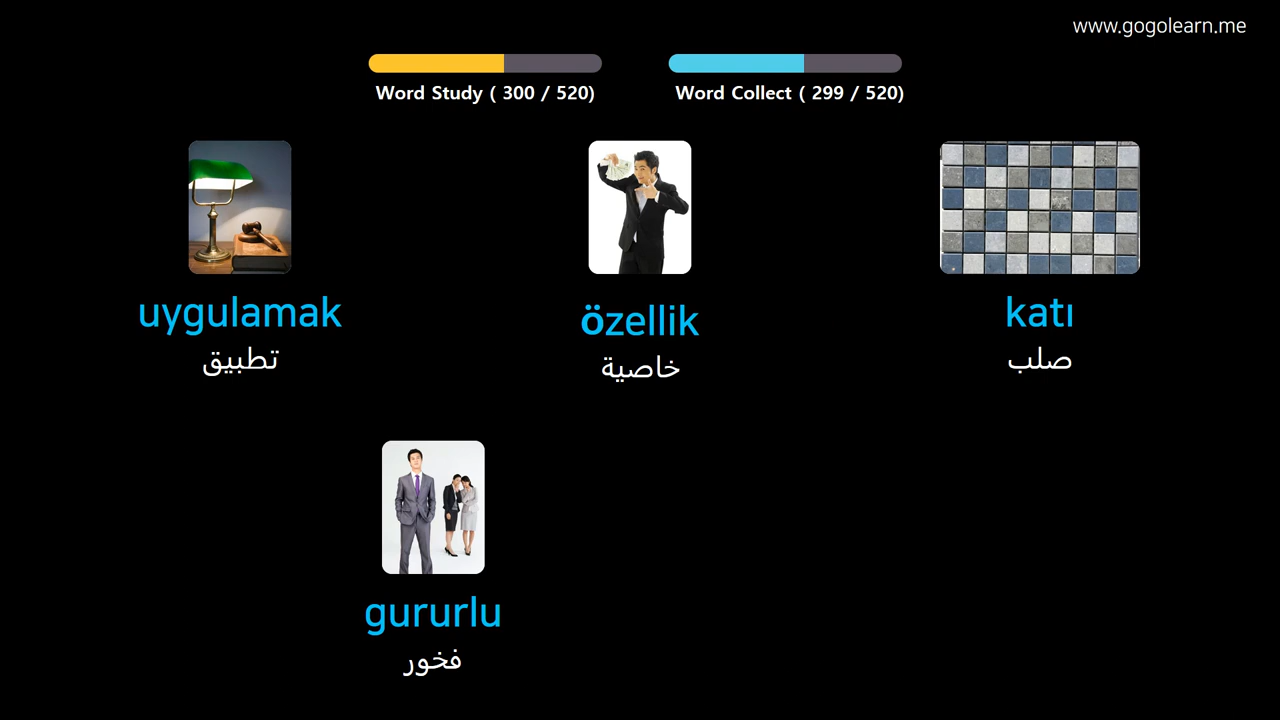 www.gogolearn.me
Word Study ( 300 / 520)
Word Collect ( 299 / 520)
uygulamak
تطبيق
özellik
خاصية
katı
صلب
gururlu
فخور